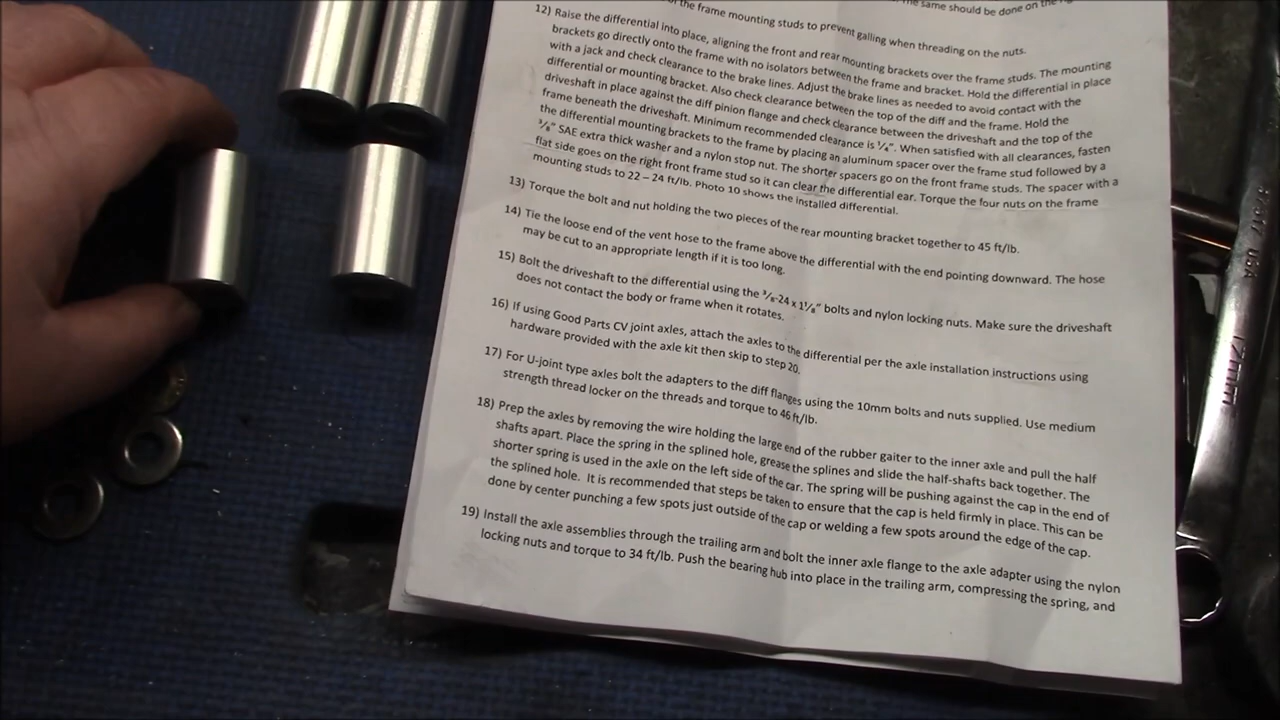 The same should be done on the
of the frame mounting studs to prevent galling when threading on the nuts.
12) Raise the differential into place, aligning the front and rear mounting brackets over the frame studs. The mounting
brackets go directly onto the frame with no isolators between the frame and bracket. Hold the differential in place
with a jack and check clearance to the brake lines. Adjust the brake lines as needed to avoid contact with the
differential or mounting bracket. Also check clearance between the top of the diff and the frame. Hold the
driveshaft in place against the diff pinion flange and check clearance between the driveshaft and the top of the
frame beneath the driveshaft. Minimum recommended clearance is ¼". When satisfied with all clearances, fasten
the differential mounting brackets to the frame by placing an aluminum spacer over the frame stud followed by a
⅜" SAE extra thick washer and a nylon stop nut. The shorter spacers go on the front frame studs. The spacer with a
flat side goes on the right front frame stud so it can clear the differential ear. Torque the four nuts on the frame
mounting studs to 22 – 24 ft/lb. Photo 10 shows the installed differential.
13) Torque the bolt and nut holding the two pieces of the rear mounting bracket together to 45 ft/lb.
14) Tie the loose end of the vent hose to the frame above the differential with the end pointing downward. The hose
may be cut to an appropriate length if it is too long.
15) Bolt the driveshaft to the differential using the ⅜-24 x 1⅛" bolts and nylon locking nuts. Make sure the driveshaft
does not contact the body or frame when it rotates.
16) If using Good Parts CV joint axles, attach the axles to the differential per the axle installation instructions using
hardware provided with the axle kit then skip to step 20.
17) For U-joint type axles bolt the adapters to the diff flanges using the 10mm bolts and nuts supplied. Use medium
strength thread locker on the threads and torque to 46 ft/lb.
18) Prep the axles by removing the wire holding the large end of the rubber gaiter to the inner axle and pull the half
shafts apart. Place the spring in the splined hole, grease the splines and slide the half-shafts back together. The
shorter spring is used in the axle on the left side of the car. The spring will be pushing against the cap in the end of
the splined hole. It is recommended that steps be taken to ensure that the cap is held firmly in place. This can be
done by center punching a few spots just outside of the cap or welding a few spots around the edge of the cap.
19) Install the axle assemblies through the trailing arm and bolt the inner axle flange to the axle adapter using the nylon
locking nuts and torque to 34 ft/lb. Push the bearing hub into place in the trailing arm, compressing the spring, and
USA
12mm